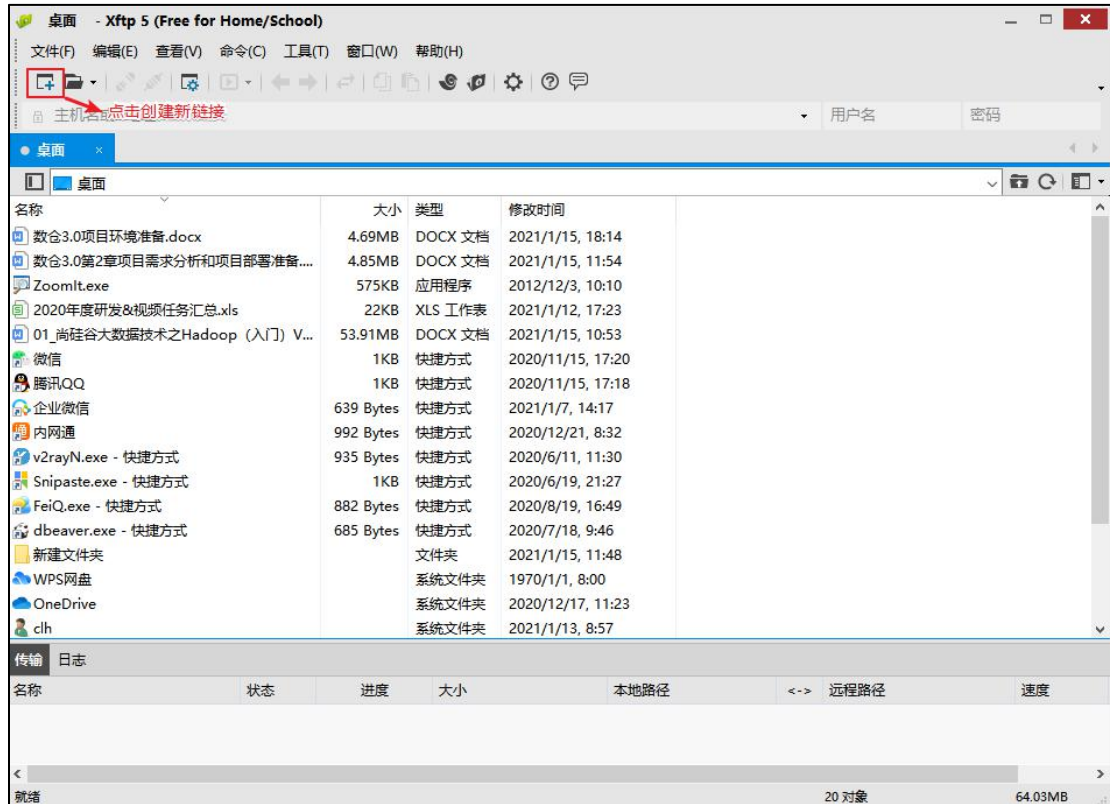 桌面 - Xftp 5 (Free for Home/School)
文件(F) 编辑(E) 查看(V) 命令(C) 工具(T) 窗口(W) 帮助(H)
点击创建新链接
主机名 用户名 密码
桌面
桌面
名称 大小 类型 修改时间
数仓3.0项目环境准备.docx 4.69MB DOCX 文档 2021/1/15, 18:14
数仓3.0第2章项目需求分析和项目部署准备.... 4.85MB DOCX 文档 2021/1/15, 11:54
ZoomIt.exe 575KB 应用程序 2012/12/3, 10:10
2020年度研发&视频任务汇总.xls 22KB XLS 工作表 2021/1/12, 17:23
01_尚硅谷大数据技术之Hadoop（入门）V... 53.91MB DOCX 文档 2021/1/15, 10:53
微信 1KB 快捷方式 2020/11/15, 17:20
腾讯QQ 1KB 快捷方式 2020/11/15, 17:18
企业微信 639 Bytes 快捷方式 2021/1/7, 14:17
内网通 992 Bytes 快捷方式 2020/12/21, 8:32
v2rayN.exe - 快捷方式 935 Bytes 快捷方式 2020/6/11, 11:30
Snipaste.exe - 快捷方式 1KB 快捷方式 2020/6/19, 21:27
FeiQ.exe - 快捷方式 882 Bytes 快捷方式 2020/8/19, 16:49
dbeaver.exe - 快捷方式 685 Bytes 快捷方式 2020/7/18, 9:46
新建文件夹 文件夹 2021/1/15, 11:48
WPS网盘 系统文件夹 1970/1/1, 8:00
OneDrive 系统文件夹 2020/12/17, 11:23
clh 系统文件夹 2021/1/13, 8:57
传输 日志
名称 状态 进度 大小 本地路径 <-> 远程路径 速度
就绪 20 对象 64.03MB